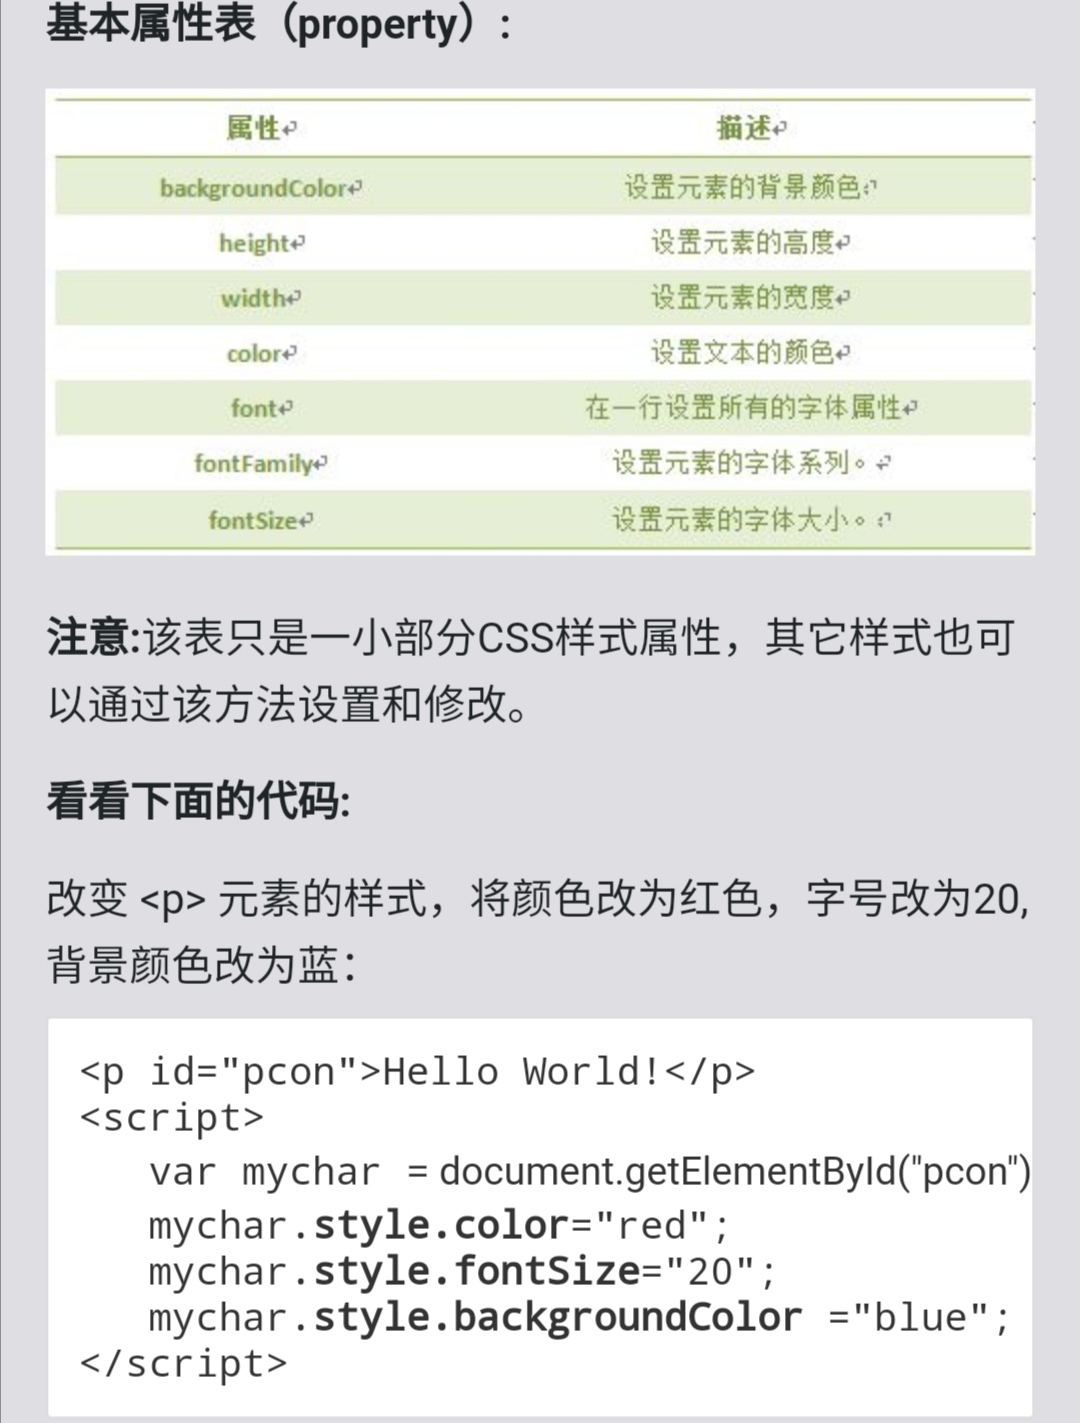 基本属性表（property）:
属性 描述
backgroundColor 设置元素的背景颜色
height 设置元素的高度
width 设置元素的宽度
color 设置文本的颜色
font 在一行设置所有的字体属性
fontFamily 设置元素的字体系列。
fontSize 设置元素的字体大小。
注意:该表只是一小部分CSS样式属性，其它样式也可
以通过该方法设置和修改。
看看下面的代码:
改变 <p> 元素的样式，将颜色改为红色，字号改为20,
背景颜色改为蓝：
<p id="pcon">Hello World!</p>
<script>
var mychar = document.getElementById("pcon")
mychar.style.color="red";
mychar.style.fontSize="20";
mychar.style.backgroundColor ="blue";
</script>